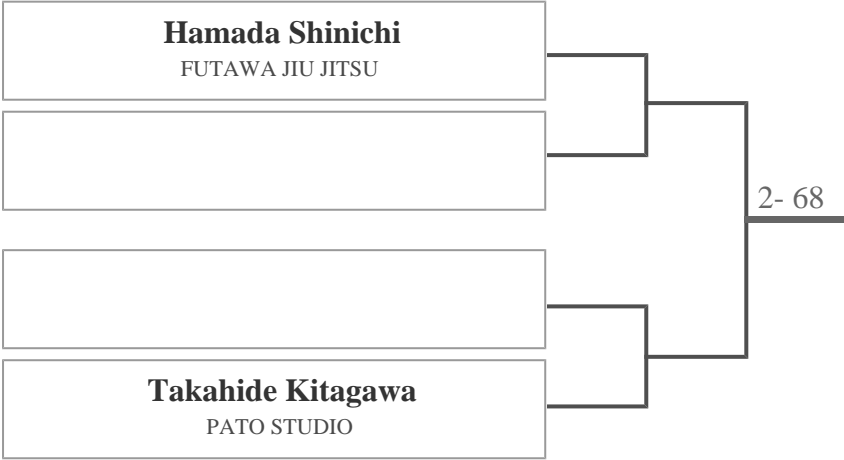 Hamada Shinichi
FUTAWA JIU JITSU
2- 68
Takahide Kitagawa
PATO STUDIO